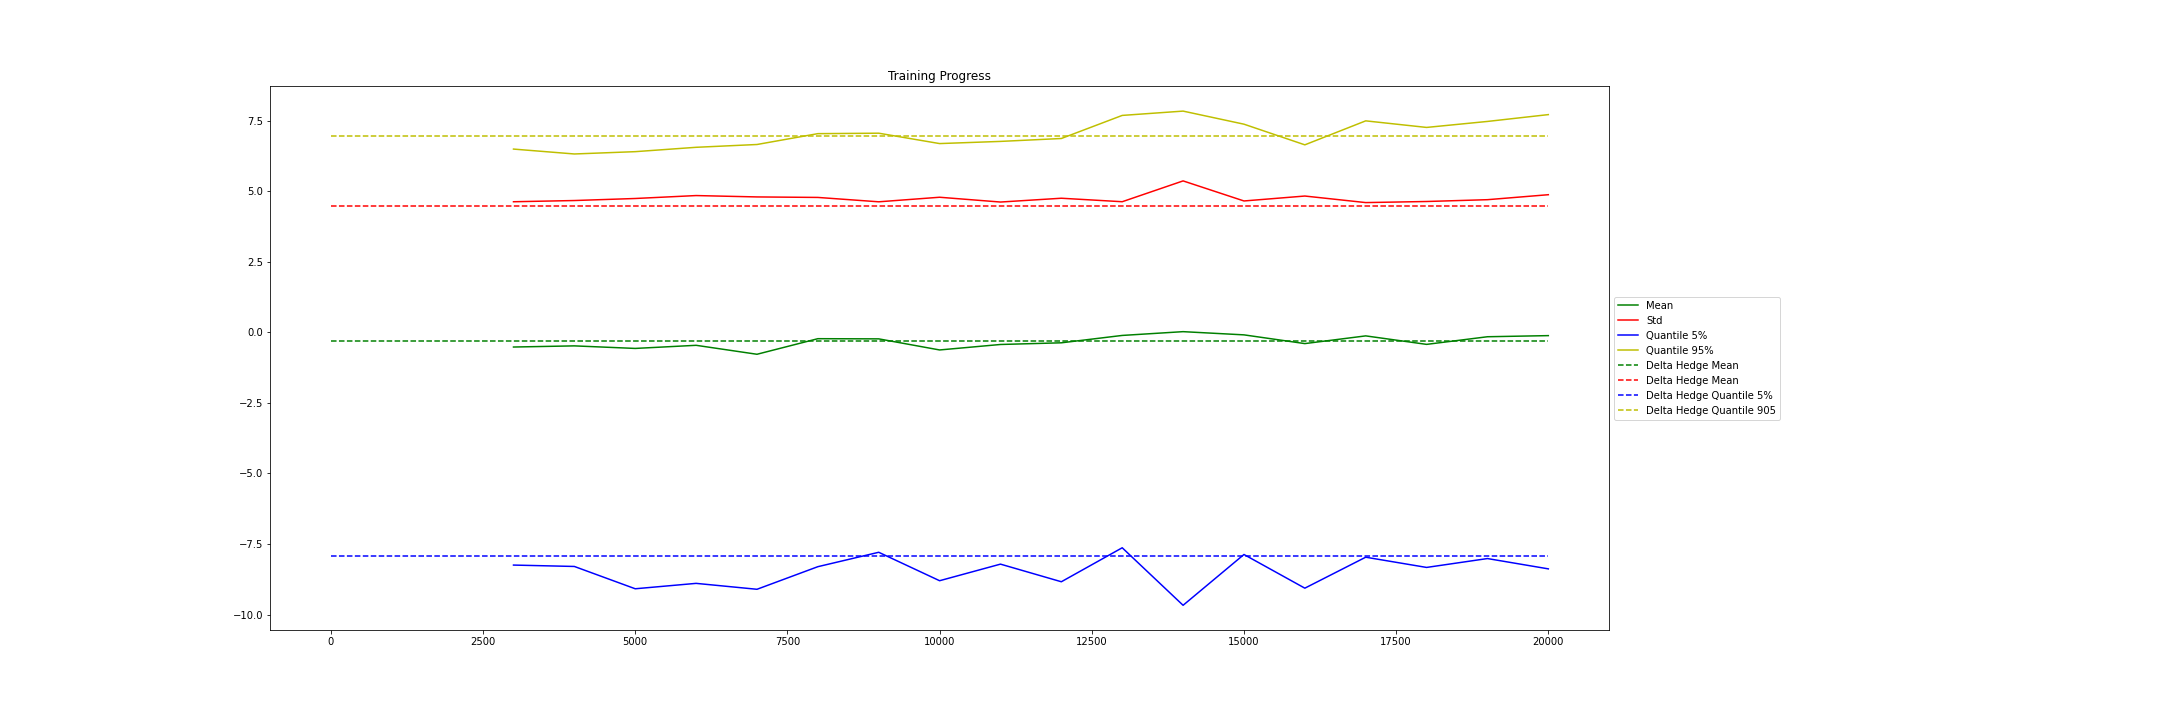 Training Progress
7.5
5.0
2.5
0.0
−2.5
−5.0
−7.5
−10.0
0 2500 5000 7500 10000 12500 15000 17500 20000
Mean
Std
Quantile 5%
Quantile 95%
Delta Hedge Mean
Delta Hedge Mean
Delta Hedge Quantile 5%
Delta Hedge Quantile 905